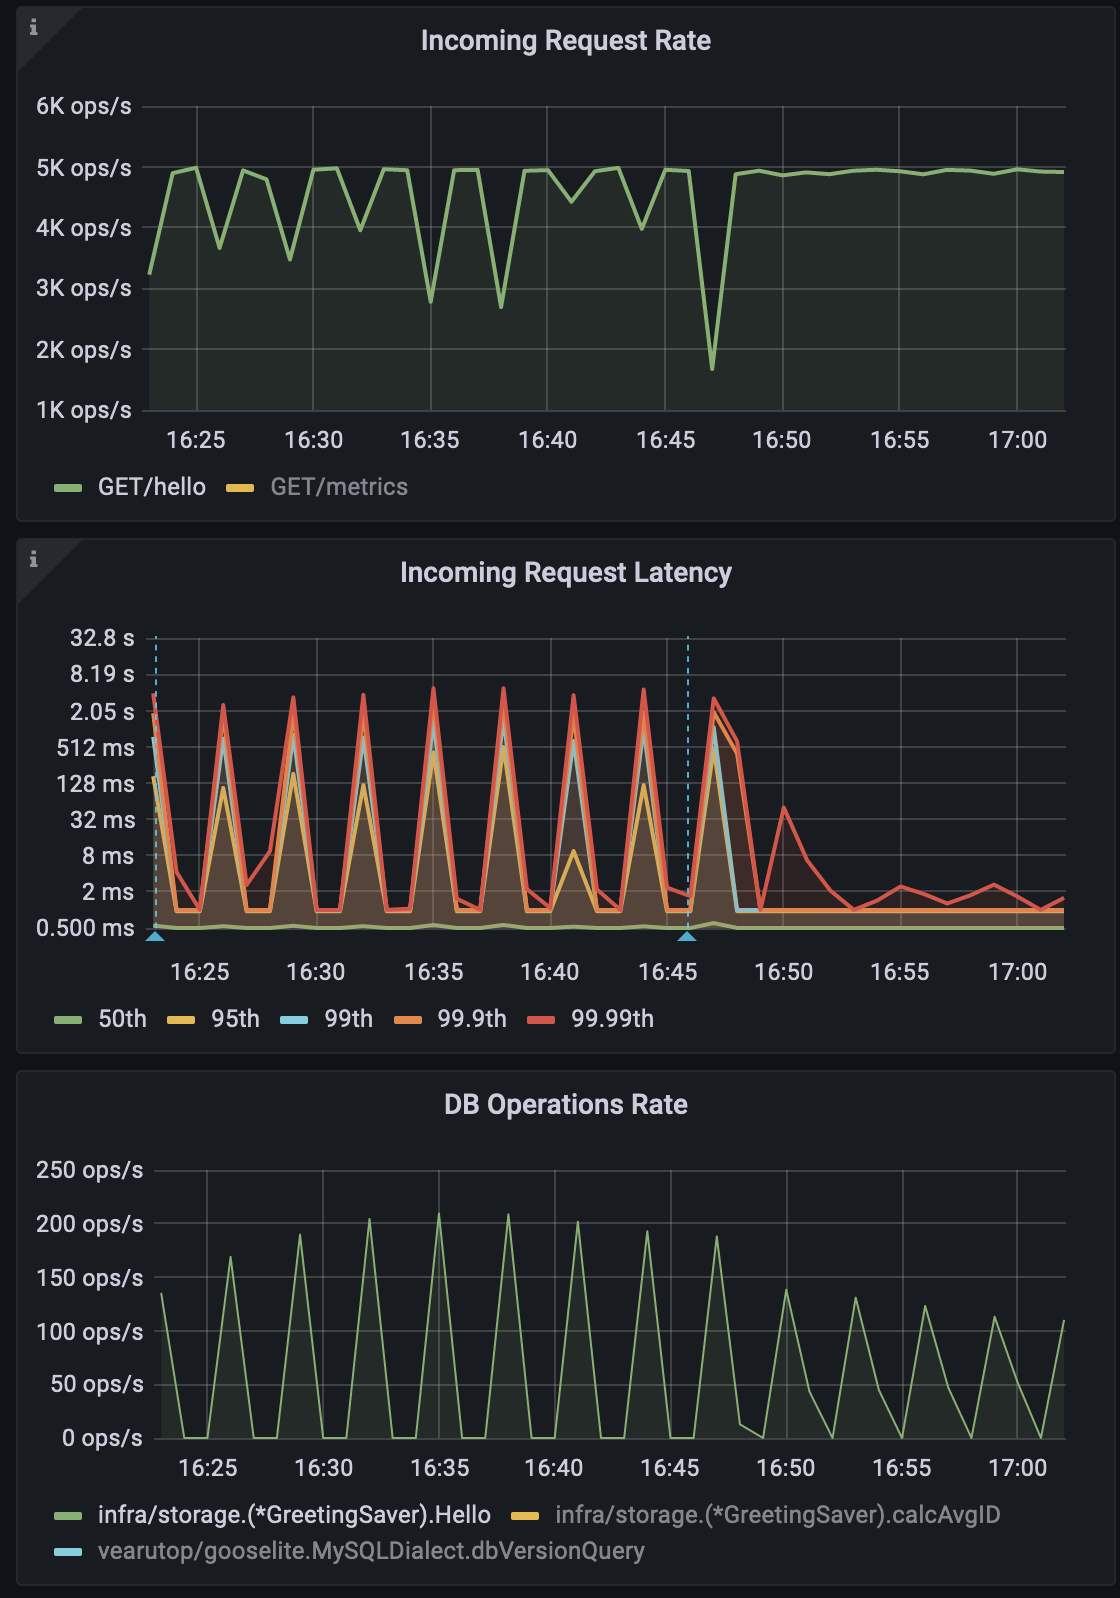 i
Incoming Request Rate
6K ops/s
5K ops/s
4K ops/s
3K ops/s
2K ops/s
1K ops/s
16:25 16:30 16:35 16:40 16:45 16:50 16:55 17:00
GET/hello GET/metrics
i
Incoming Request Latency
32.8 s
8.19 s
2.05 s
512 ms
128 ms
32 ms
8 ms
2 ms
0.500 ms
16:25 16:30 16:35 16:40 16:45 16:50 16:55 17:00
50th 95th 99th 99.9th 99.99th
DB Operations Rate
250 ops/s
200 ops/s
150 ops/s
100 ops/s
50 ops/s
0 ops/s
16:25 16:30 16:35 16:40 16:45 16:50 16:55 17:00
infra/storage.(*GreetingSaver).Hello infra/storage.(*GreetingSaver).calcAvgID
vearutop/gooselite.MySQLDialect.dbVersionQuery